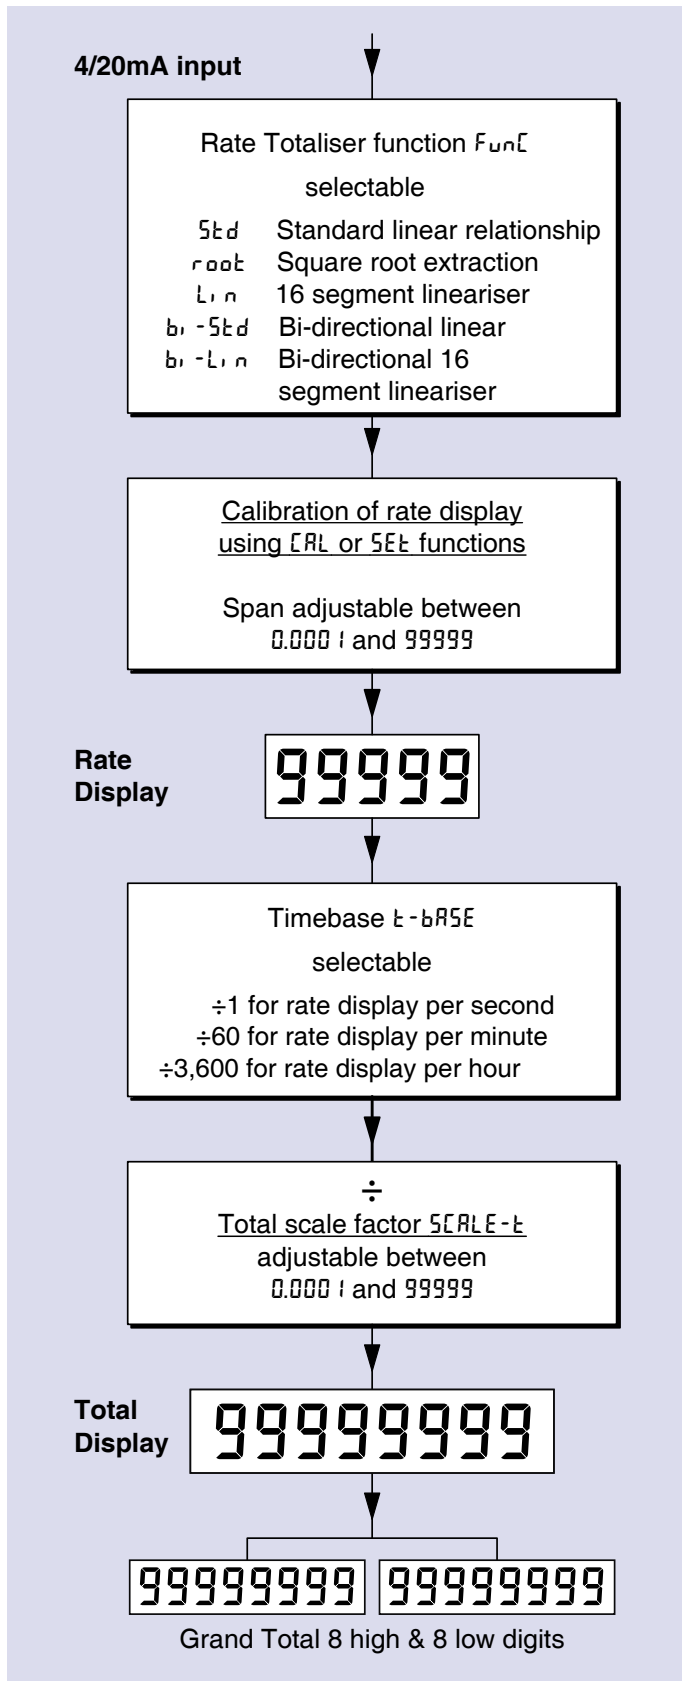 4/20mA input
Rate Totaliser function FunC
selectable
Std Standard linear relationship
root Square root extraction
Lin 16 segment lineariser
bi-Std Bi-directional linear
bi-Lin Bi-directional 16
segment lineariser
Calibration of rate display
using CAL or SEt functions
Span adjustable between
0.0001 and 99999
Rate
Display
99999
Timebase t-bASE
selectable
÷1 for rate display per second
÷60 for rate display per minute
÷3,600 for rate display per hour
÷
Total scale factor SCALE-t
adjustable between
0.0001 and 99999
Total
Display
99999999
99999999 99999999
Grand Total 8 high & 8 low digits